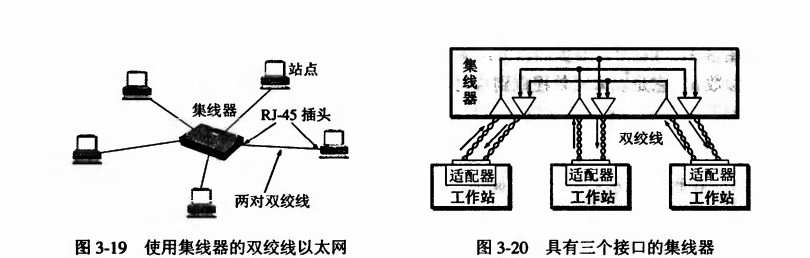 站点
集线器
RJ-45 插头
两对双绞线
图 3-19 使用集线器的双绞线以太网
集线器
双绞线
适配器
工作站
适配器
工作站
适配器
工作站
图 3-20 具有三个接口的集线器